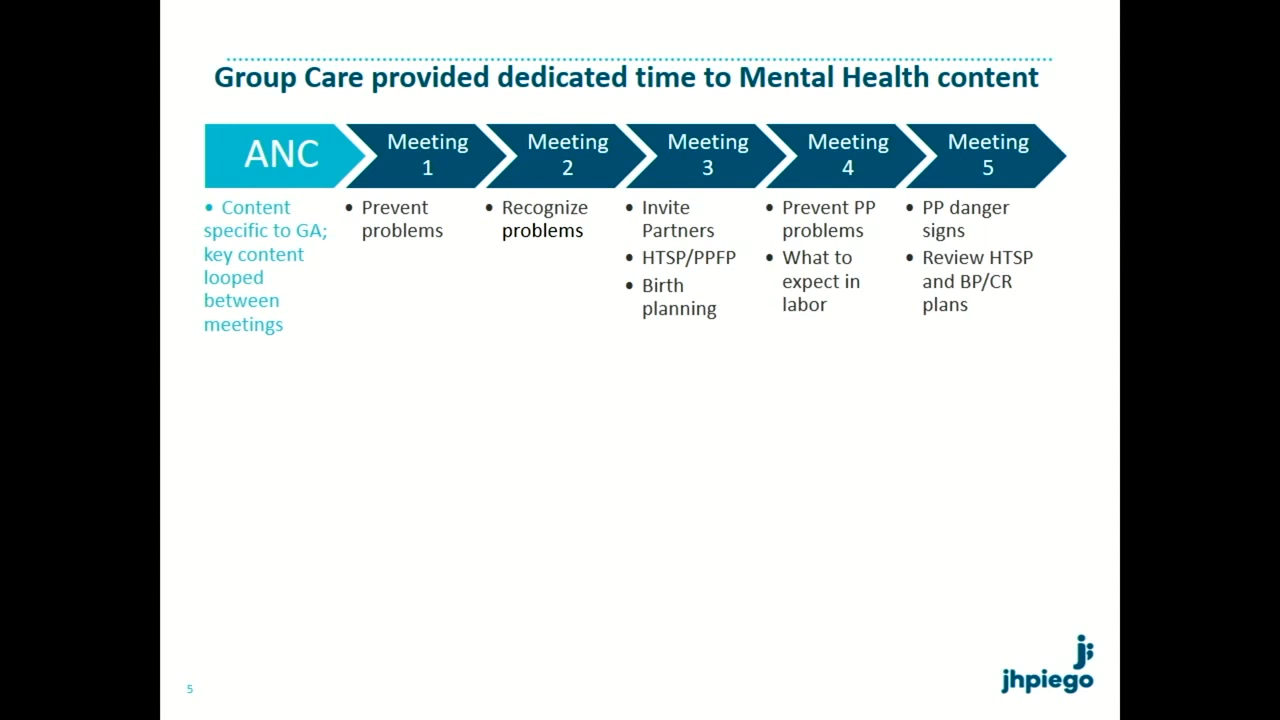 Group Care provided dedicated time to Mental Health content
ANC
• Content
specific to GA;
key content
looped
between
meetings
Meeting
1
• Prevent
problems
Meeting
2
• Recognize
problems
Meeting
3
• Invite
Partners
• HTSP/PPFP
• Birth
planning
Meeting
4
• Prevent PP
problems
• What to
expect in
labor
Meeting
5
• PP danger
signs
• Review HTSP
and BP/CR
plans
5
jhpiego